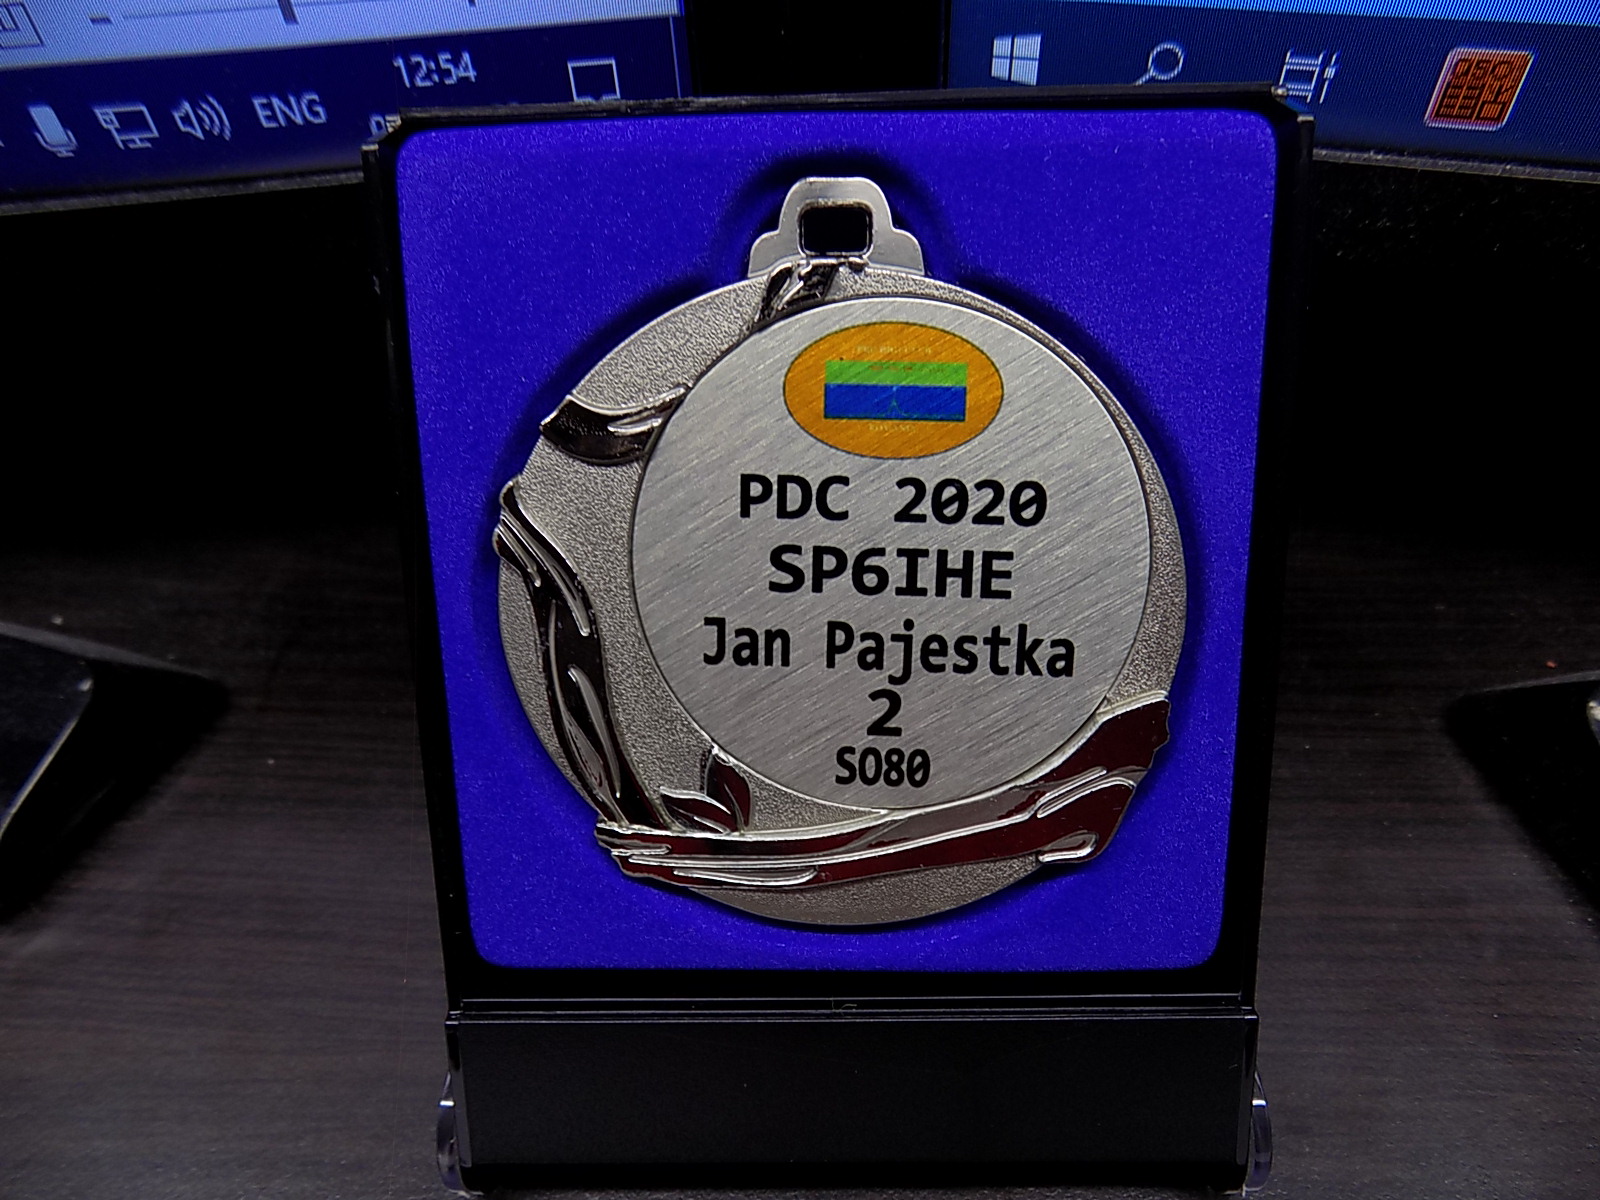 12:54
ENG
PDC 2020
SP6IHE
Jan Pajestka
2
SO80